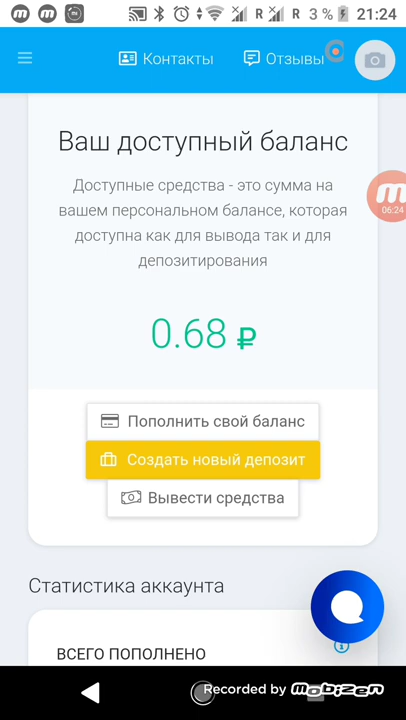 R R 3 % 21:24
Контакты Отзывы
Ваш доступный баланс
Доступные средства - это сумма на
вашем персональном балансе, которая
доступна как для вывода так и для
депозитирования
06:24
0.68 ₽
Пополнить свой баланс
Создать новый депозит
Вывести средства
Статистика аккаунта
ВСЕГО ПОПОЛНЕНО
Recorded by mobizen